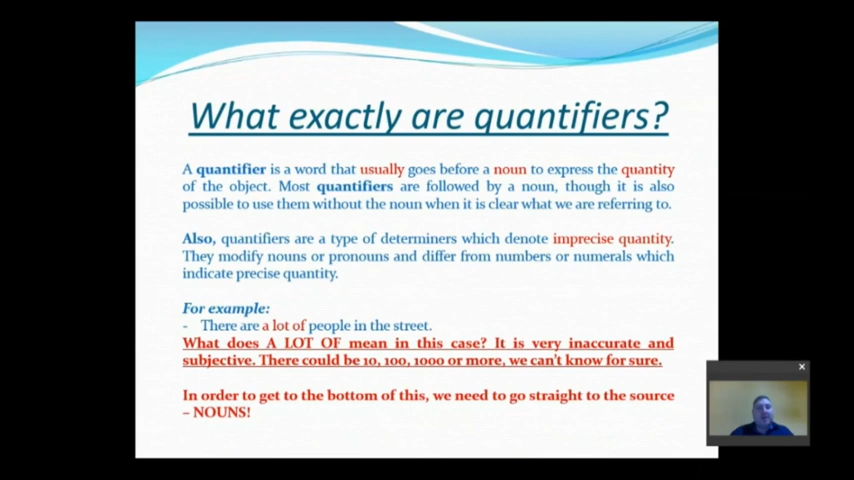 What exactly are quantifiers?
A quantifier is a word that usually goes before a noun to express the quantity
of the object. Most quantifiers are followed by a noun, though it is also
possible to use them without the noun when it is clear what we are referring to.
Also, quantifiers are a type of determiners which denote imprecise quantity.
They modify nouns or pronouns and differ from numbers or numerals which
indicate precise quantity.
For example:
- There are a lot of people in the street.
What does A LOT OF mean in this case? It is very inaccurate and
subjective. There could be 10, 100, 1000 or more, we can't know for sure.
In order to get to the bottom of this, we need to go straight to the source
– NOUNS!